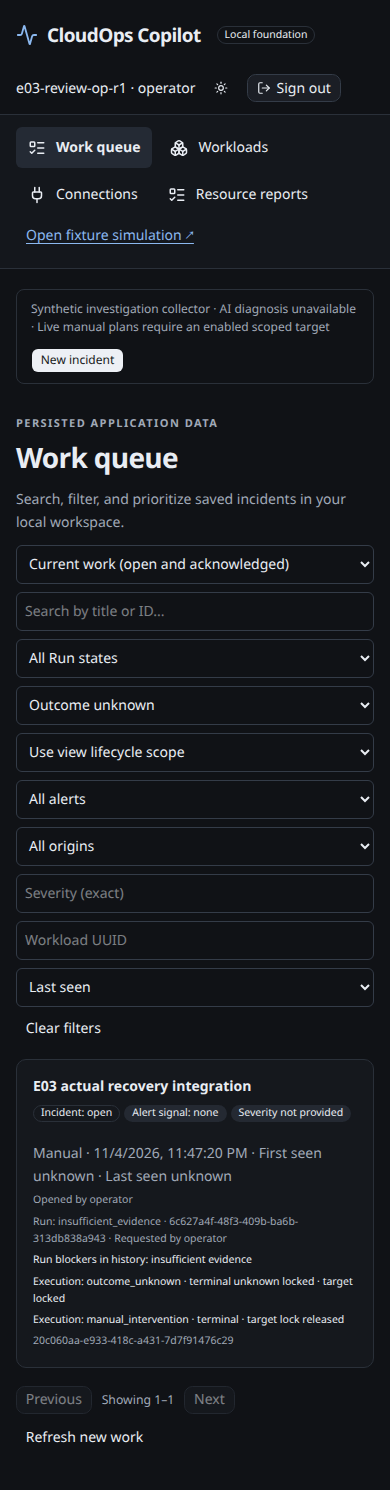 CloudOps Copilot
Local foundation
e03-review-op-r1 · operator
Sign out
Work queue
Workloads
Connections
Resource reports
Open fixture simulation ↗
Synthetic investigation collector · AI diagnosis unavailable
· Live manual plans require an enabled scoped target
New incident
PERSISTED APPLICATION DATA
Work queue
Search, filter, and prioritize saved incidents in your
local workspace.
Current work (open and acknowledged)
Search by title or ID...
All Run states
Outcome unknown
Use view lifecycle scope
All alerts
All origins
Severity (exact)
Workload UUID
Last seen
Clear filters
E03 actual recovery integration
Incident: open
Alert signal: none
Severity not provided
Manual · 11/4/2026, 11:47:20 PM · First seen
unknown · Last seen unknown
Opened by operator
Run: insufficient_evidence · 6c627a4f-48f3-409b-ba6b-
313db838a943 · Requested by operator
Run blockers in history: insufficient evidence
Execution: outcome_unknown · terminal unknown locked · target
locked
Execution: manual_intervention · terminal · target lock released
20c060aa-e933-418c-a431-7d7f91476c29
Previous
Showing 1–1
Next
Refresh new work